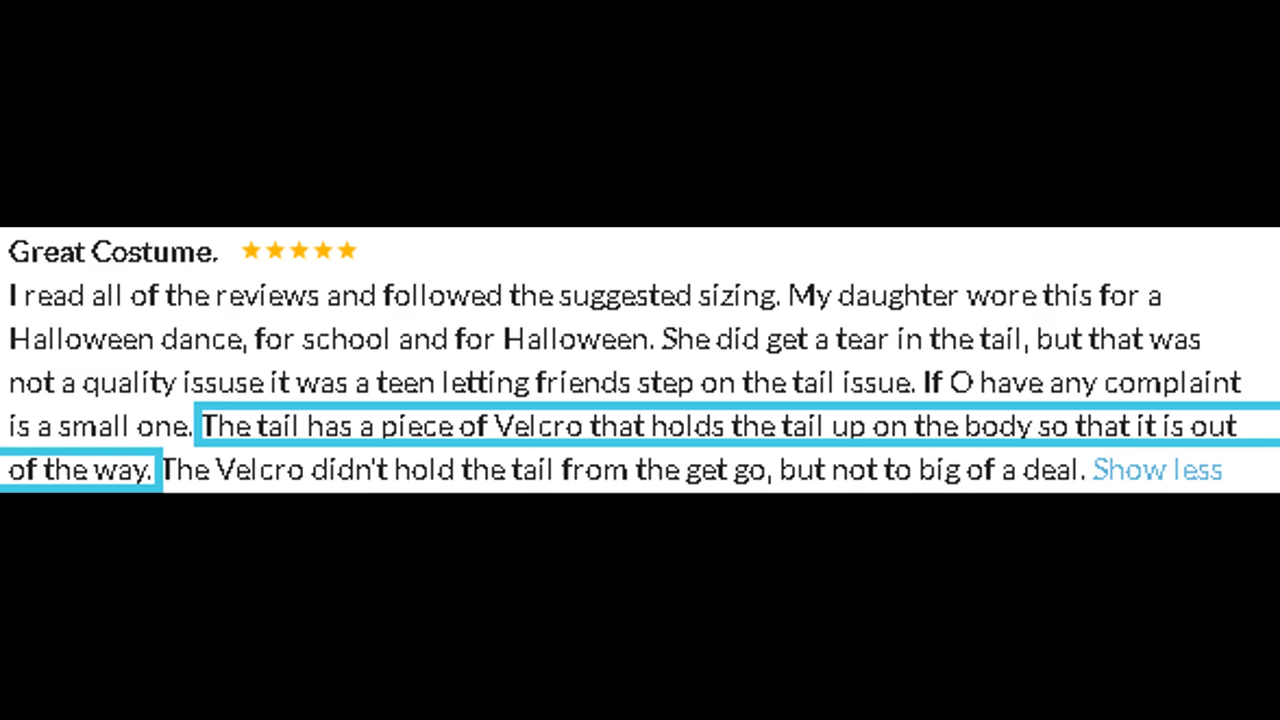 Great Costume. ★★★★★
I read all of the reviews and followed the suggested sizing. My daughter wore this for a
Halloween dance, for school and for Halloween. She did get a tear in the tail, but that was
not a quality issuse it was a teen letting friends step on the tail issue. If O have any complaint
is a small one. The tail has a piece of Velcro that holds the tail up on the body so that it is out
of the way. The Velcro didn't hold the tail from the get go, but not to big of a deal. Show less